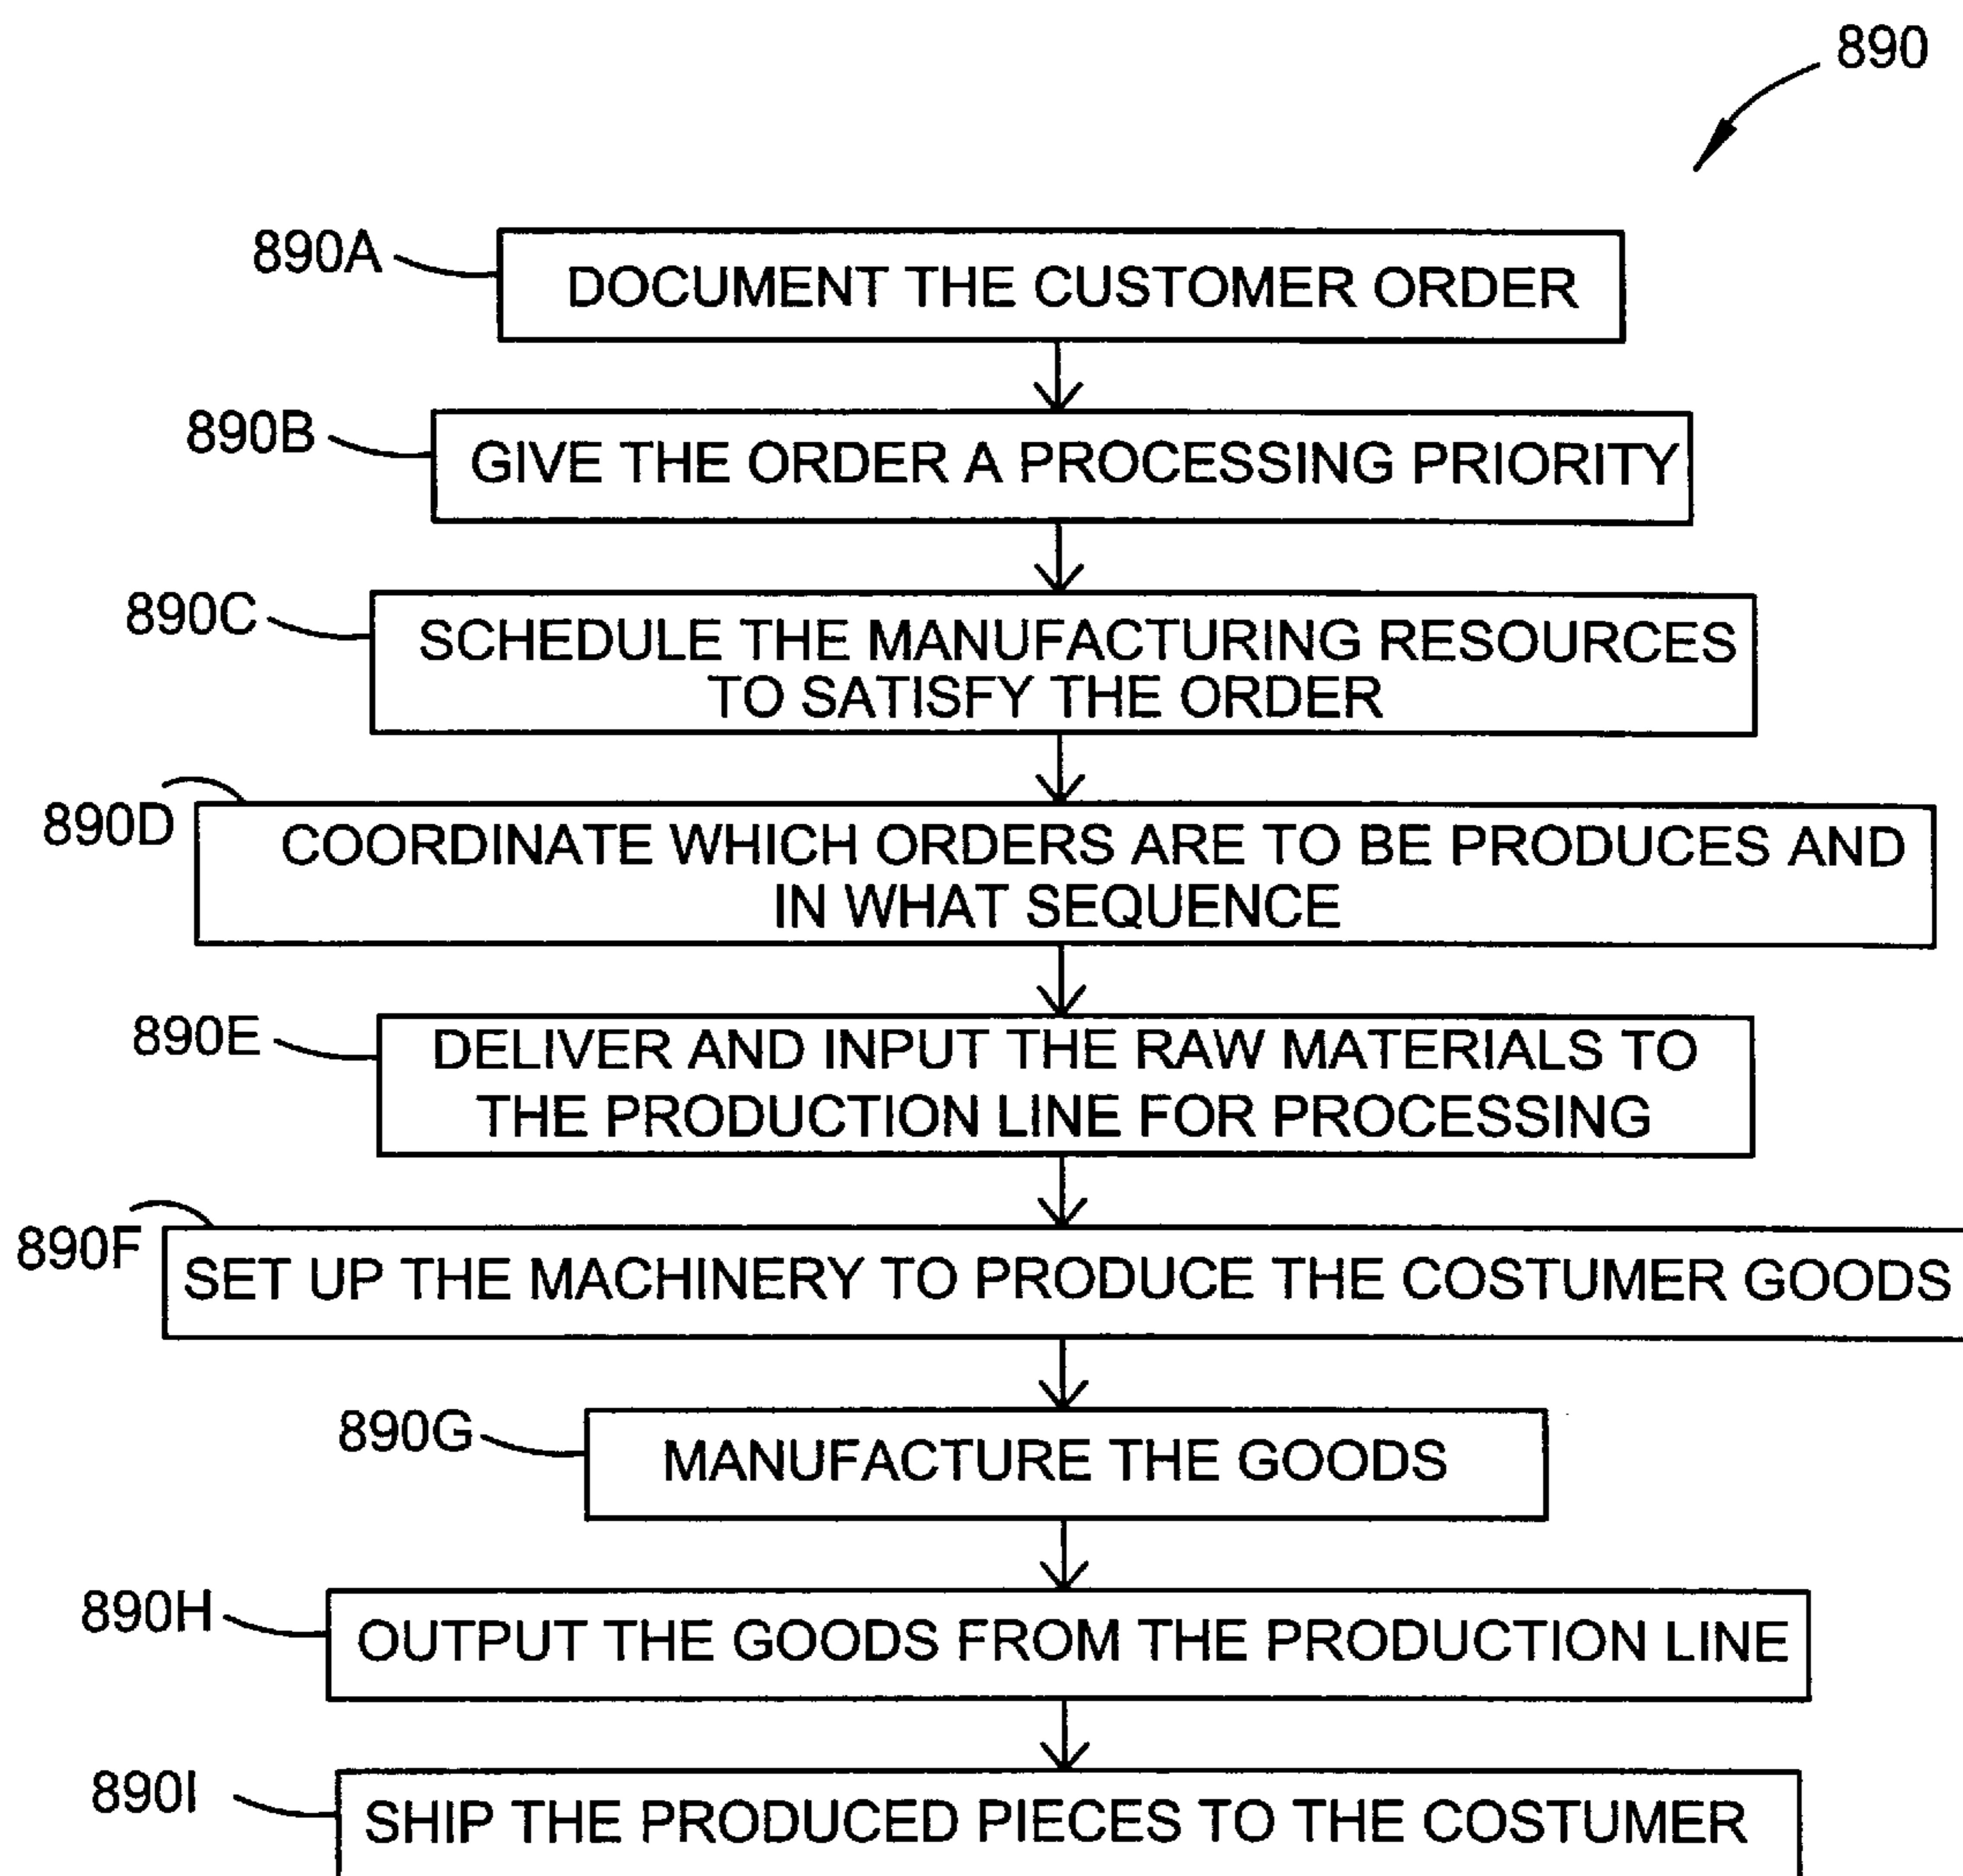 890
890A
DOCUMENT THE CUSTOMER ORDER
890B
GIVE THE ORDER A PROCESSING PRIORITY
890C
SCHEDULE THE MANUFACTURING RESOURCES
TO SATISFY THE ORDER
890D
COORDINATE WHICH ORDERS ARE TO BE PRODUCES AND
IN WHAT SEQUENCE
890E
DELIVER AND INPUT THE RAW MATERIALS TO
THE PRODUCTION LINE FOR PROCESSING
890F
SET UP THE MACHINERY TO PRODUCE THE COSTUMER GOODS
890G
MANUFACTURE THE GOODS
890H
OUTPUT THE GOODS FROM THE PRODUCTION LINE
890I
SHIP THE PRODUCED PIECES TO THE COSTUMER